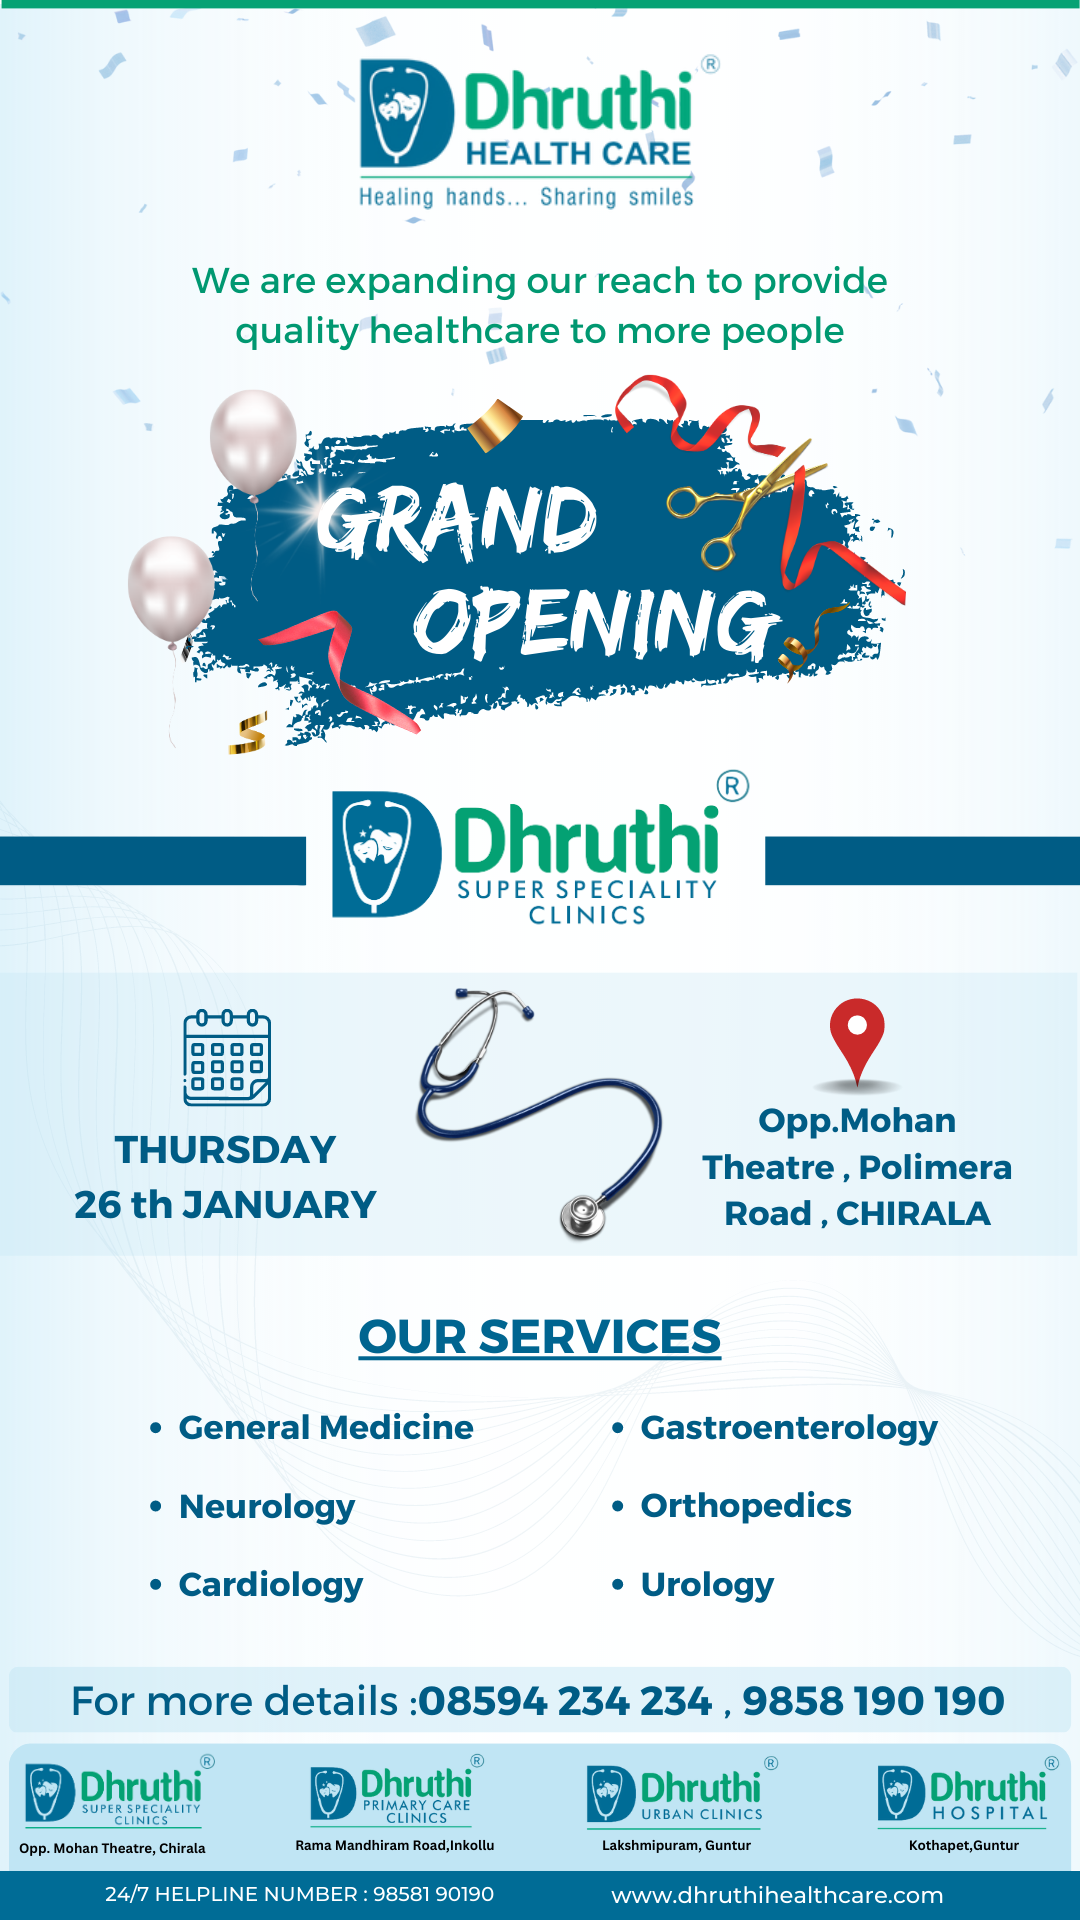 Dhruthi ®
HEALTH CARE
Healing hands... Sharing smiles
We are expanding our reach to provide
quality healthcare to more people
GRAND
OPENING
Dhruthi ®
SUPER SPECIALITY
CLINICS
THURSDAY
26 th JANUARY
Opp.Mohan
Theatre , Polimera
Road , CHIRALA
OUR SERVICES
• General Medicine
• Neurology
• Cardiology
• Gastroenterology
• Orthopedics
• Urology
For more details :08594 234 234 , 9858 190 190
Dhruthi ®
SUPER SPECIALITY
CLINICS
Opp. Mohan Theatre, Chirala
Dhruthi ®
PRIMARY CARE
CLINICS
Rama Mandhiram Road,Inkollu
Dhruthi ®
URBAN CLINICS
Lakshmipuram, Guntur
Dhruthi ®
HOSPITAL
Kothapet,Guntur
24/7 HELPLINE NUMBER : 98581 90190
www.dhruthihealthcare.com